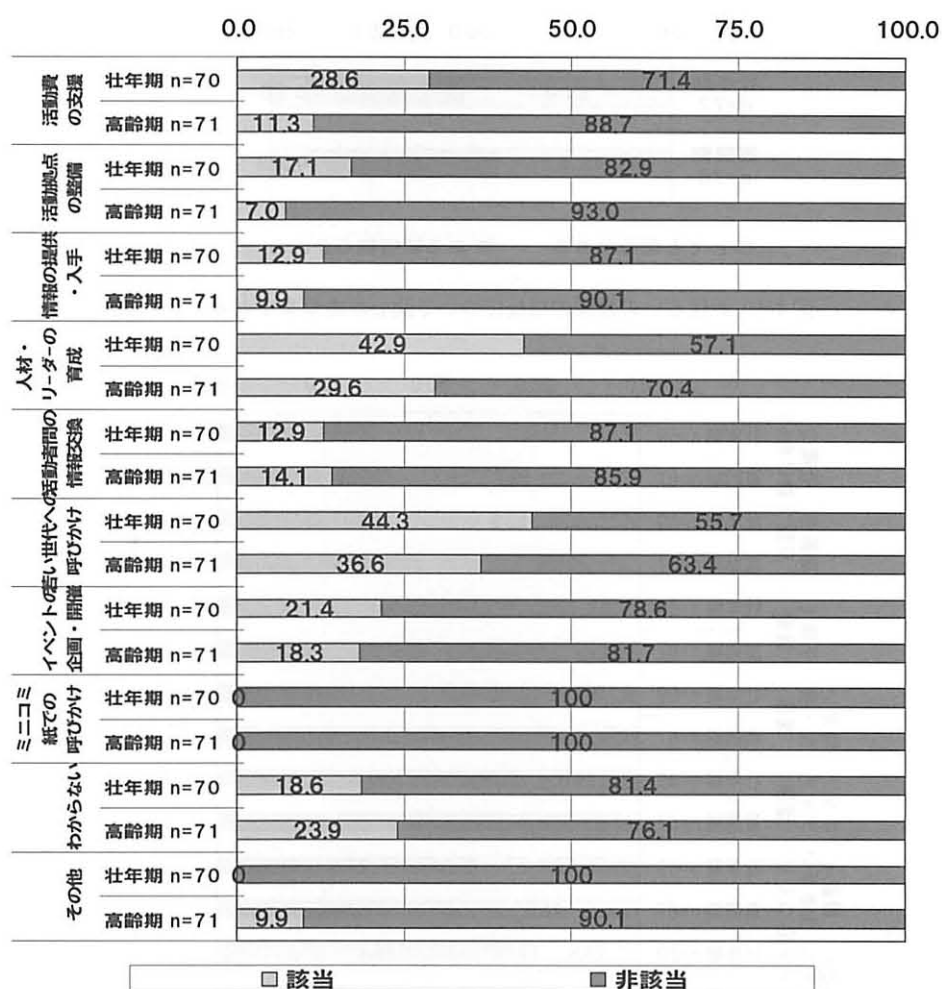 0.0 25.0 50.0 75.0 100.0
活動費
の支援
壮年期 n=70 28.6 71.4
高齢期 n=71 11.3 88.7
活動拠点
の整備
壮年期 n=70 17.1 82.9
高齢期 n=71 7.0 93.0
情報の提供
・入手
壮年期 n=70 12.9 87.1
高齢期 n=71 9.9 90.1
人材・
リーダーの
育成
壮年期 n=70 42.9 57.1
高齢期 n=71 29.6 70.4
活動者間の
情報交換
壮年期 n=70 12.9 87.1
高齢期 n=71 14.1 85.9
若い世代への
呼びかけ
壮年期 n=70 44.3 55.7
高齢期 n=71 36.6 63.4
イベントの
企画・開催
壮年期 n=70 21.4 78.6
高齢期 n=71 18.3 81.7
ミニコミ
紙での
呼びかけ
壮年期 n=70 0 100
高齢期 n=71 0 100
わからない
壮年期 n=70 18.6 81.4
高齢期 n=71 23.9 76.1
その他
壮年期 n=70 0 100
高齢期 n=71 9.9 90.1
該当 非該当